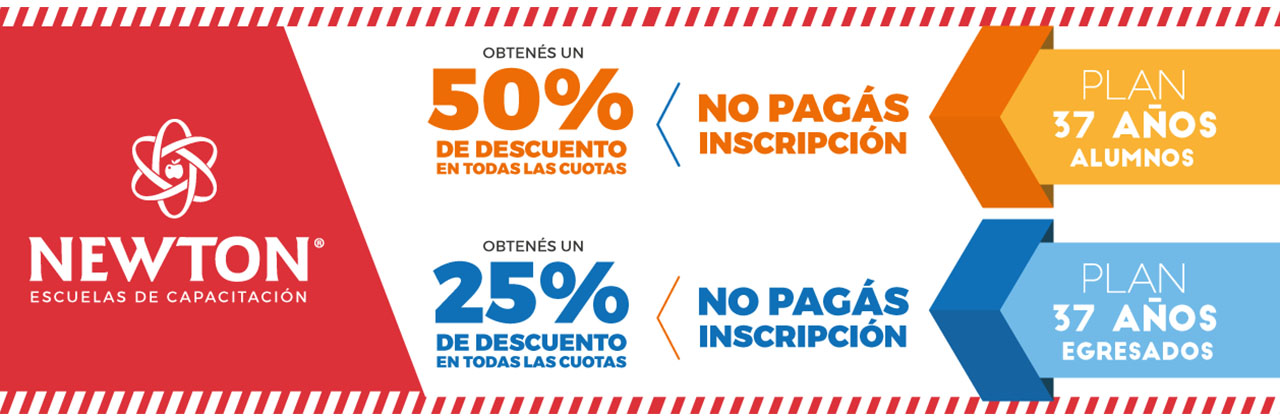 NEWTON®
ESCUELAS DE CAPACITACIÓN
OBTENÉS UN
50%
DE DESCUENTO
EN TODAS LAS CUOTAS
NO PAGÁS
INSCRIPCIÓN
PLAN
37 AÑOS
ALUMNOS
OBTENÉS UN
25%
DE DESCUENTO
EN TODAS LAS CUOTAS
NO PAGÁS
INSCRIPCIÓN
PLAN
37 AÑOS
EGRESADOS